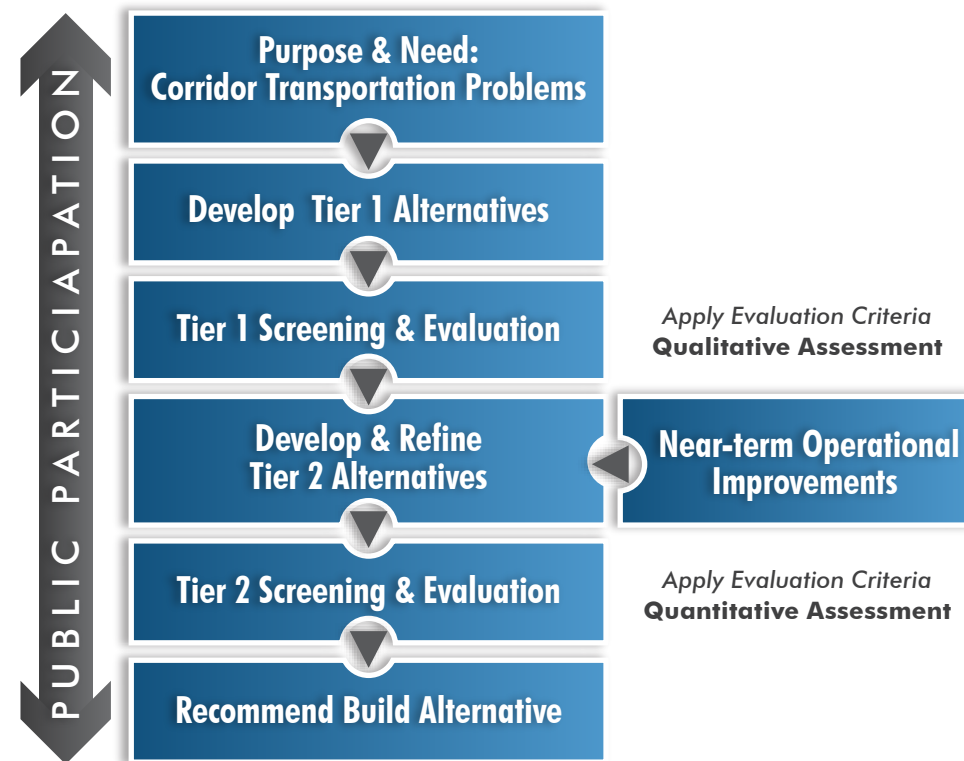 PUBLIC PARTICIAPATION
Purpose & Need:
Corridor Transportation Problems
Develop Tier 1 Alternatives
Tier 1 Screening & Evaluation
Apply Evaluation Criteria
Qualitative Assessment
Develop & Refine
Tier 2 Alternatives
Near-term Operational
Improvements
Tier 2 Screening & Evaluation
Apply Evaluation Criteria
Quantitative Assessment
Recommend Build Alternative